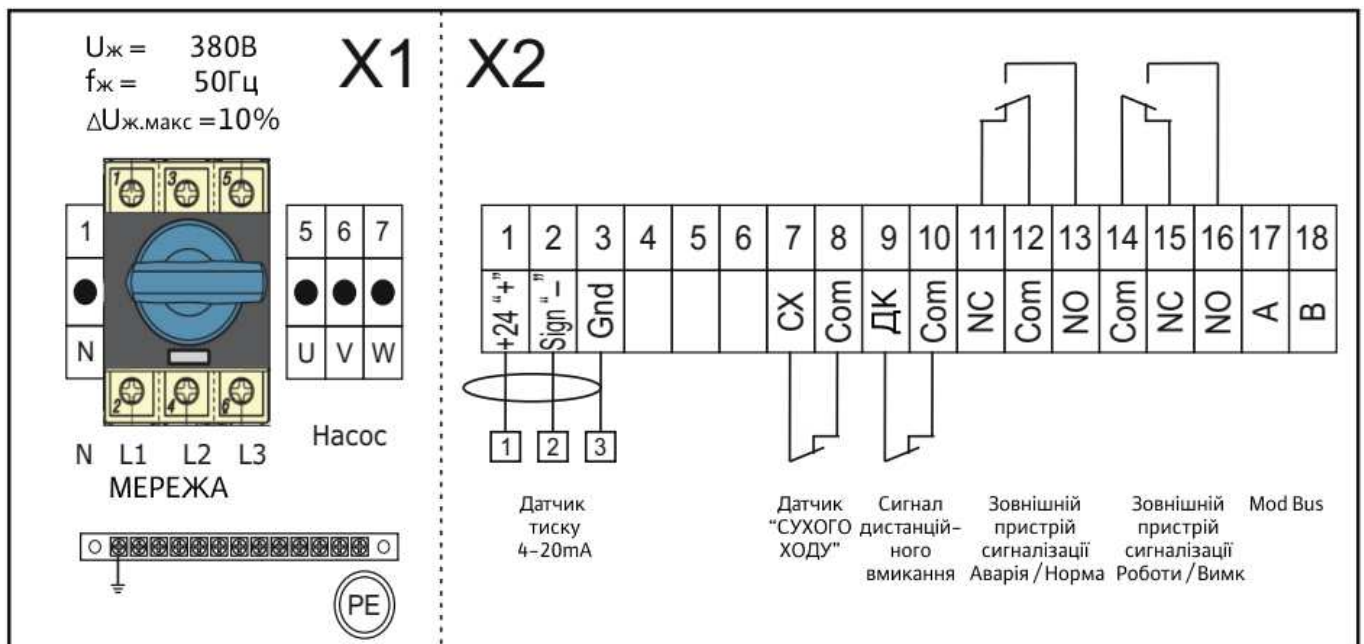 Uж = 380В
fж = 50Гц
ΔUж.макс =10%
X1
X2
1 3 5
1
N
2 4 6
5 6 7
U V W
Насос
N L1 L2 L3
МЕРЕЖА
PE
1 2 3 4 5 6 7 8 9 10 11 12 13 14 15 16 17 18
+24 “+” Sign “–” Gnd СХ Com ДК Com NC Com NO Com NC NO A B
1 2 3
Датчик
тиску
4–20mA
Датчик
“СУХОГО
ХОДУ”
Сигнал
дистанцій–
ного
вмикання
Зовнішній
пристрій
сигналізації
Аварія / Норма
Зовнішній
пристрій
сигналізації
Роботи / Вимк
Mod Bus